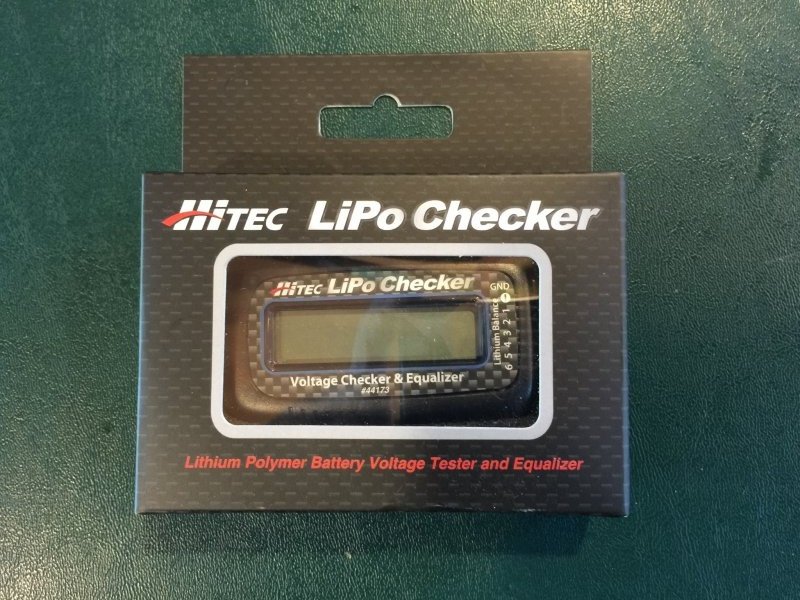 HiTEC LiPo Checker
HiTEC LiPo Checker
GND
Lithium Balance
6 5 4 3 2 1
Voltage Checker & Equalizer
#44173
Lithium Polymer Battery Voltage Tester and Equalizer